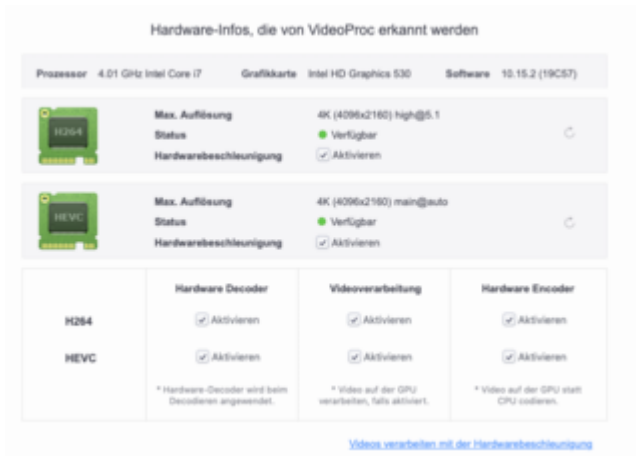 Hardware-Infos, die von VideoProc erkannt werden
Prozessor 4.01 GHz Intel Core i7 Grafikkarte Intel HD Graphics 530 Software 10.15.2 (19C57)
H264
Max. Auflösung 4K (4096x2160) high@5.1
Status Verfügbar
Hardwarebeschleunigung Aktivieren
HEVC
Max. Auflösung 4K (4096x2160) main@auto
Status Verfügbar
Hardwarebeschleunigung Aktivieren
Hardware Decoder Videoverarbeitung Hardware Encoder
H264 Aktivieren Aktivieren Aktivieren
HEVC Aktivieren Aktivieren Aktivieren
* Hardware-Decoder wird beim * Video auf der GPU * Video auf der GPU statt
Decodieren angewendet. verarbeiten, falls aktiviert. CPU codieren.
Videos verarbeiten mit der Hardwarebeschleunigung